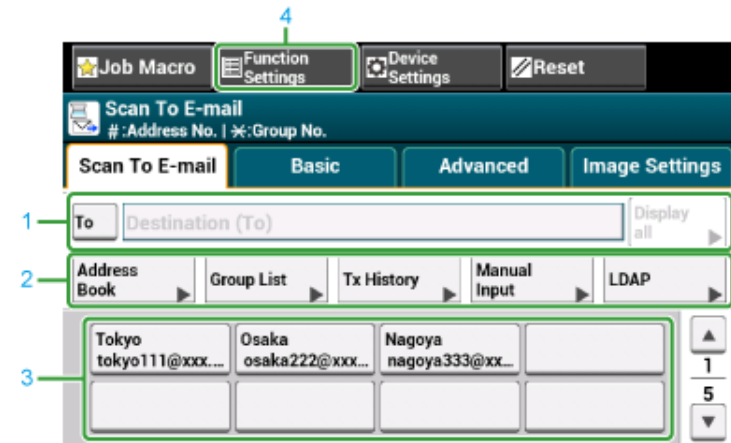 4
Job Macro Function Settings Device Settings Reset
Scan To E-mail
#:Address No. | ⚹:Group No.
Scan To E-mail Basic Advanced Image Settings
1 To Destination (To) Display all
2 Address Book Group List Tx History Manual Input LDAP
3
Tokyo Osaka Nagoya
tokyo111@xxx.... osaka222@xxx... nagoya333@xx...
1
5